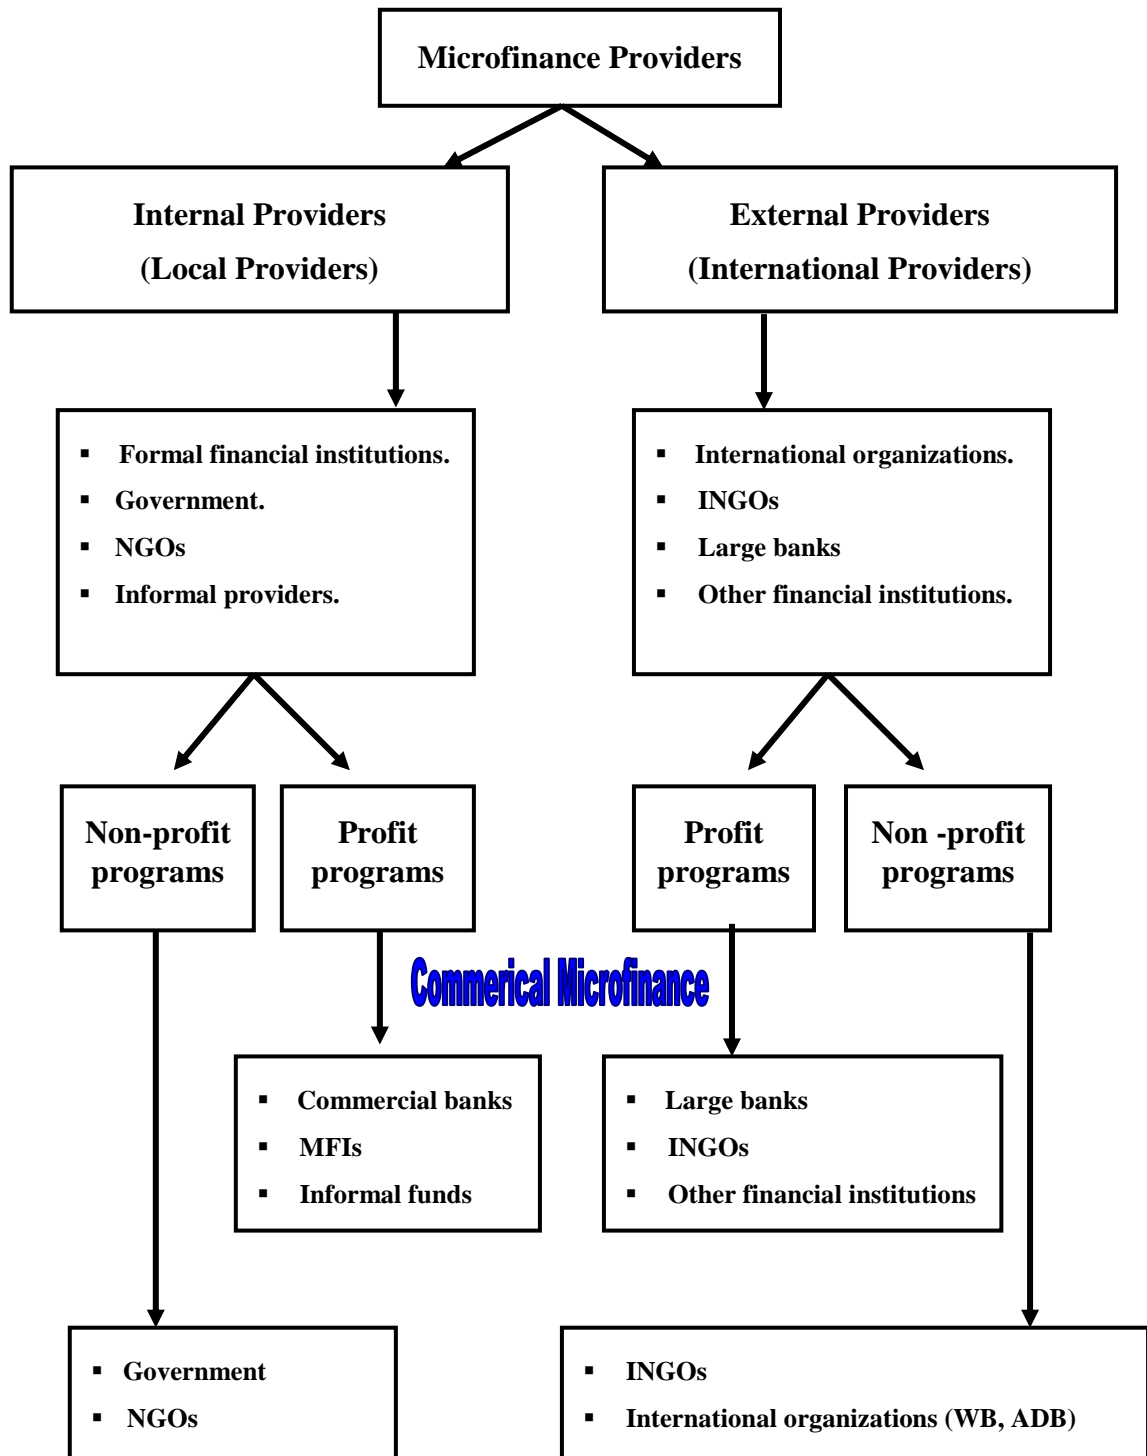 Microfinance Providers
Internal Providers
(Local Providers)
External Providers
(International Providers)
▪ Formal financial institutions.
▪ Government.
▪ NGOs
▪ Informal providers.
▪ International organizations.
▪ INGOs
▪ Large banks
▪ Other financial institutions.
Non-profit
programs
Profit
programs
Profit
programs
Non -profit
programs
Commerical Microfinance
▪ Commercial banks
▪ MFIs
▪ Informal funds
▪ Large banks
▪ INGOs
▪ Other financial institutions
▪ Government
▪ NGOs
▪ INGOs
▪ International organizations (WB, ADB)